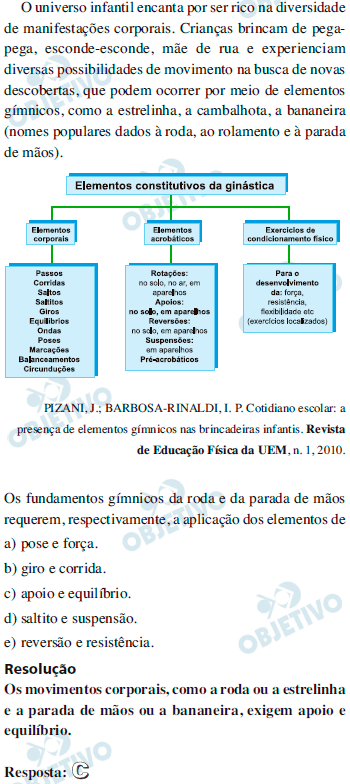 O universo infantil encanta por ser rico na diversidade
de manifestações corporais. Crianças brincam de pega-
pega, esconde-esconde, mãe de rua e experienciam
diversas possibilidades de movimento na busca de novas
descobertas, que podem ocorrer por meio de elementos
gímnicos, como a estrelinha, a cambalhota, a bananeira
(nomes populares dados à roda, ao rolamento e à parada
de mãos).
Elementos constitutivos da ginástica
Elementos
corporais
Passos
Corridas
Saltos
Saltitos
Giros
Equilíbrios
Ondas
Poses
Marcações
Balanceamentos
Circunduções
Elementos
acrobáticos
Rotações:
no solo, no ar, em
aparelhos
Apoios:
no solo, em aparelhos
Reversões:
no solo, em aparelhos
Suspensões:
em aparelhos
Pré-acrobáticos
Exercícios de
condicionamento físico
Para o
desenvolvimento
da: força,
resistência,
flexibilidade etc
(exercícios localizados)
PIZANI, J.; BARBOSA-RINALDI, I. P. Cotidiano escolar: a
presença de elementos gímnicos nas brincadeiras infantis. Revista
de Educação Física da UEM, n. 1, 2010.
Os fundamentos gímnicos da roda e da parada de mãos
requerem, respectivamente, a aplicação dos elementos de
a) pose e força.
b) giro e corrida.
c) apoio e equilíbrio.
d) saltito e suspensão.
e) reversão e resistência.
Resolução
Os movimentos corporais, como a roda ou a estrelinha
e a parada de mãos ou a bananeira, exigem apoio e
equilíbrio.
Resposta: C
OBJETIVO
OBJETIVO
OBJETIVO
OBJETIVO
OBJETIVO
OBJETIVO
OBJETIVO
OBJETIVO